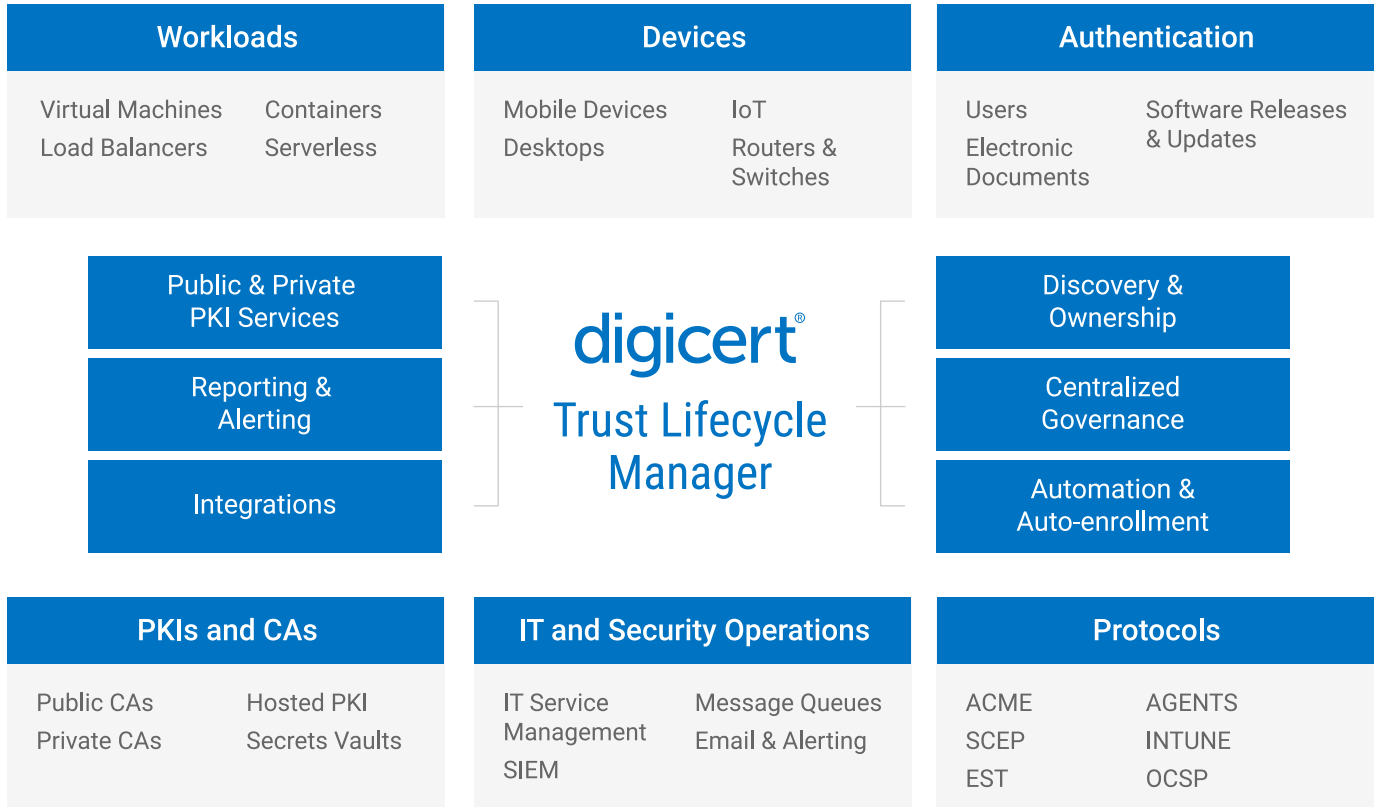 Workloads
Virtual Machines
Load Balancers
Containers
Serverless
Devices
Mobile Devices
Desktops
IoT
Routers &
Switches
Authentication
Users
Electronic
Documents
Software Releases
& Updates
Public & Private
PKI Services
Reporting &
Alerting
Integrations
digicert®
Trust Lifecycle
Manager
Discovery &
Ownership
Centralized
Governance
Automation &
Auto-enrollment
PKIs and CAs
Public CAs
Private CAs
Hosted PKI
Secrets Vaults
IT and Security Operations
IT Service
Management
SIEM
Message Queues
Email & Alerting
Protocols
ACME
SCEP
EST
AGENTS
INTUNE
OCSP